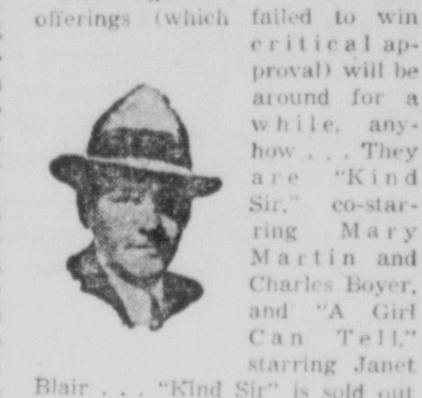 offerings (which failed to win
critical ap-
proval) will be
around for a
while, any-
how . . . They
are "Kind
Sir," co-star-
ring Mary
Martin and
Charles Boyer,
and "A Girl
Can Tell,"
starring Janet
Blair . . . "Kind Sir" is sold out